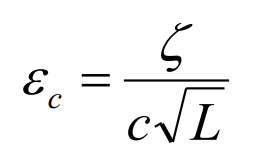 ε_c = ζ / (c√L)